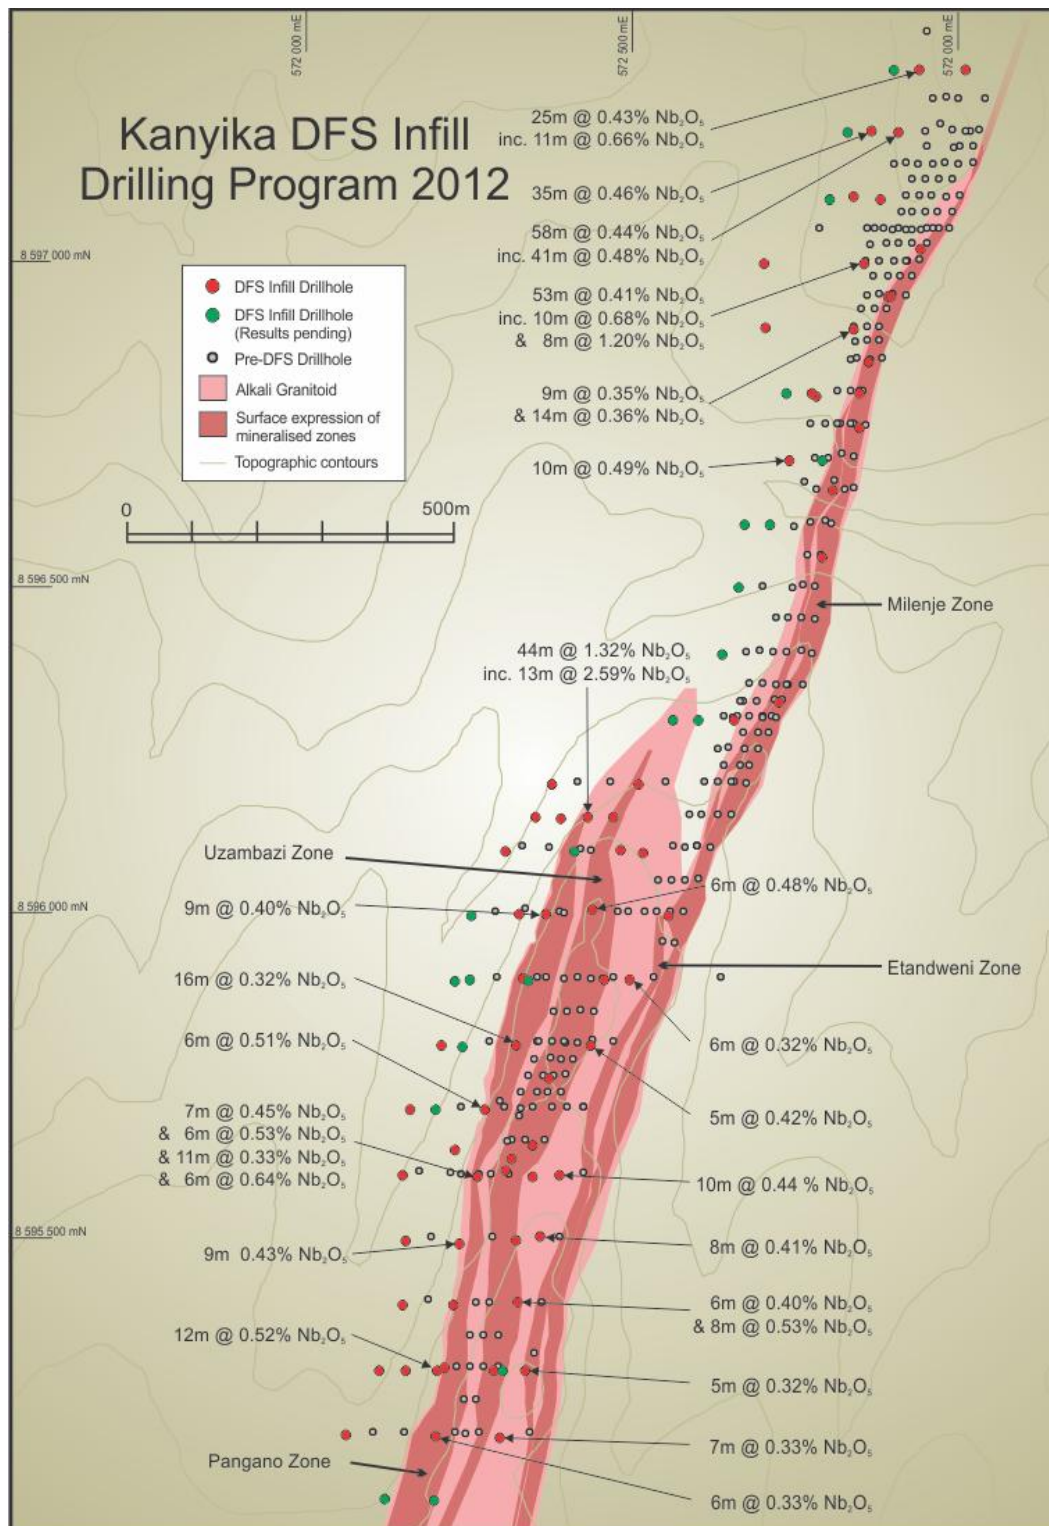 572 000 mE
572 500 mE
572 000 mE
Kanyika DFS Infill
Drilling Program 2012
25m @ 0.43% Nb₂O₅
inc. 11m @ 0.66% Nb₂O₅
35m @ 0.46% Nb₂O₅
58m @ 0.44% Nb₂O₅
inc. 41m @ 0.48% Nb₂O₅
8 597 000 mN
DFS Infill Drillhole
DFS Infill Drillhole
(Results pending)
Pre-DFS Drillhole
Alkali Granitoid
Surface expression of
mineralised zones
Topographic contours
53m @ 0.41% Nb₂O₅
inc. 10m @ 0.68% Nb₂O₅
& 8m @ 1.20% Nb₂O₅
9m @ 0.35% Nb₂O₅
& 14m @ 0.36% Nb₂O₅
10m @ 0.49% Nb₂O₅
0 500m
8 596 500 mN
Milenje Zone
44m @ 1.32% Nb₂O₅
inc. 13m @ 2.59% Nb₂O₅
Uzambazi Zone
6m @ 0.48% Nb₂O₅
9m @ 0.40% Nb₂O₅
8 596 000 mN
Etandweni Zone
16m @ 0.32% Nb₂O₅
6m @ 0.51% Nb₂O₅
6m @ 0.32% Nb₂O₅
7m @ 0.45% Nb₂O₅
& 6m @ 0.53% Nb₂O₅
& 11m @ 0.33% Nb₂O₅
& 6m @ 0.64% Nb₂O₅
5m @ 0.42% Nb₂O₅
10m @ 0.44 % Nb₂O₅
8 595 500 mN
9m 0.43% Nb₂O₅
8m @ 0.41% Nb₂O₅
6m @ 0.40% Nb₂O₅
& 8m @ 0.53% Nb₂O₅
12m @ 0.52% Nb₂O₅
5m @ 0.32% Nb₂O₅
7m @ 0.33% Nb₂O₅
Pangano Zone
6m @ 0.33% Nb₂O₅